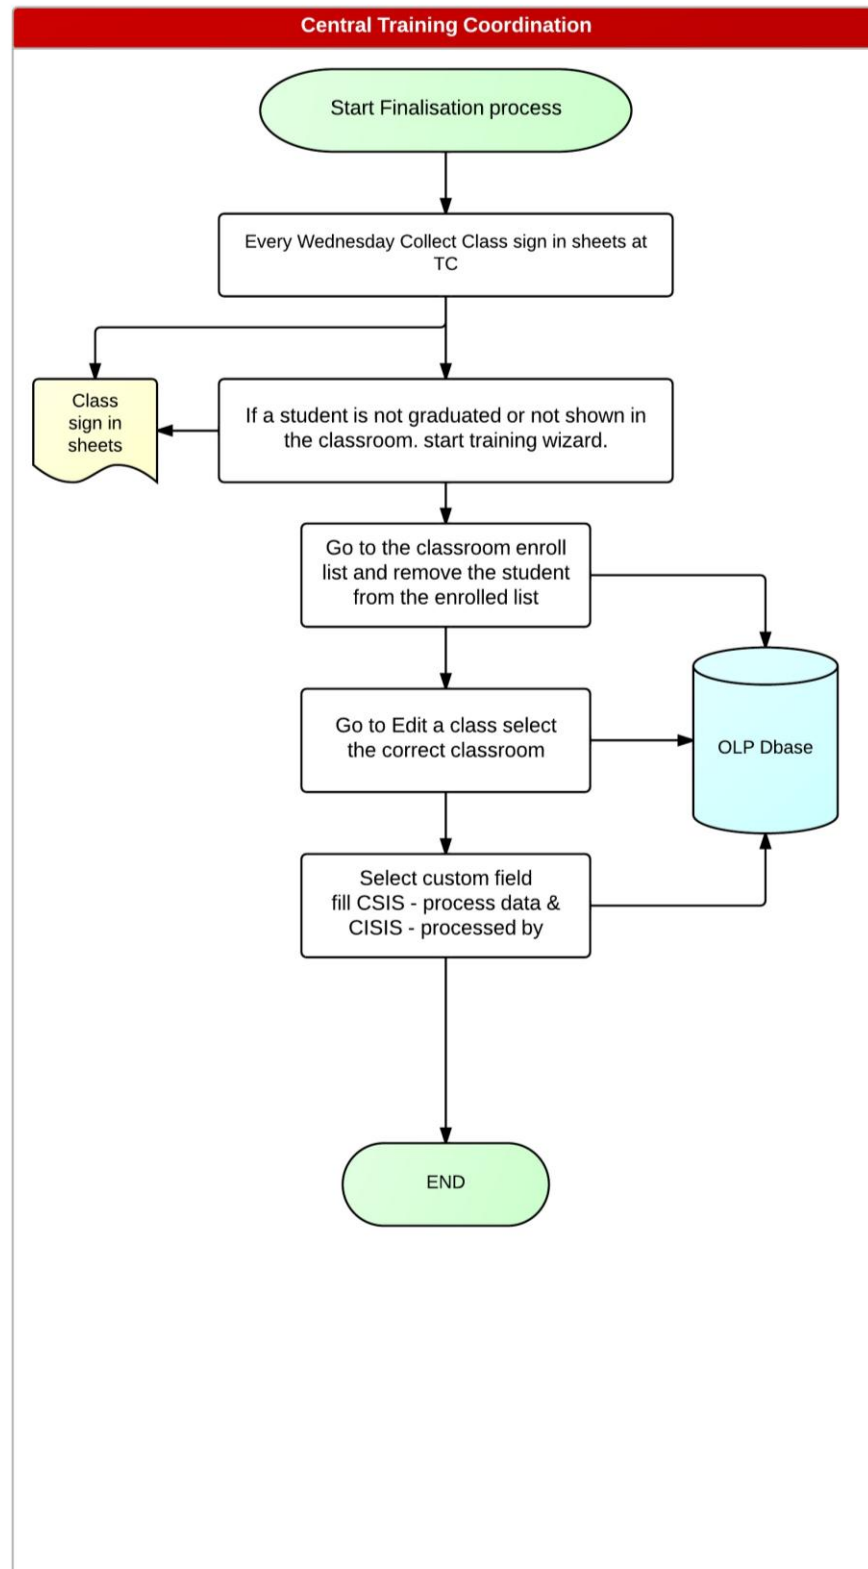 Central Training Coordination
Start Finalisation process
Every Wednesday Collect Class sign in sheets at
TC
Class
sign in
sheets
If a student is not graduated or not shown in
the classroom. start training wizard.
Go to the classroom enroll
list and remove the student
from the enrolled list
Go to Edit a class select
the correct classroom
OLP Dbase
Select custom field
fill CSIS - process data &
CISIS - processed by
END